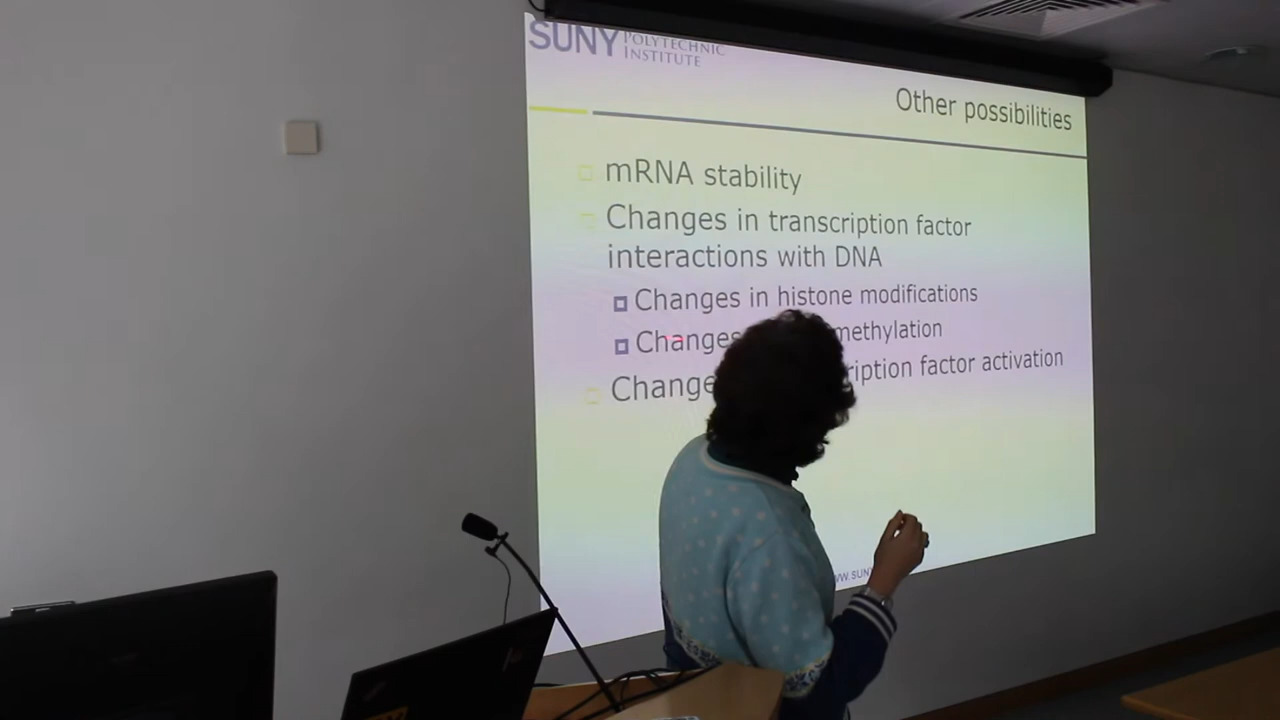 SUNY POLYTECHNIC
INSTITUTE
Other possibilities
mRNA stability
Changes in transcription factor
interactions with DNA
Changes in histone modifications
Changes methylation
Change factor activation